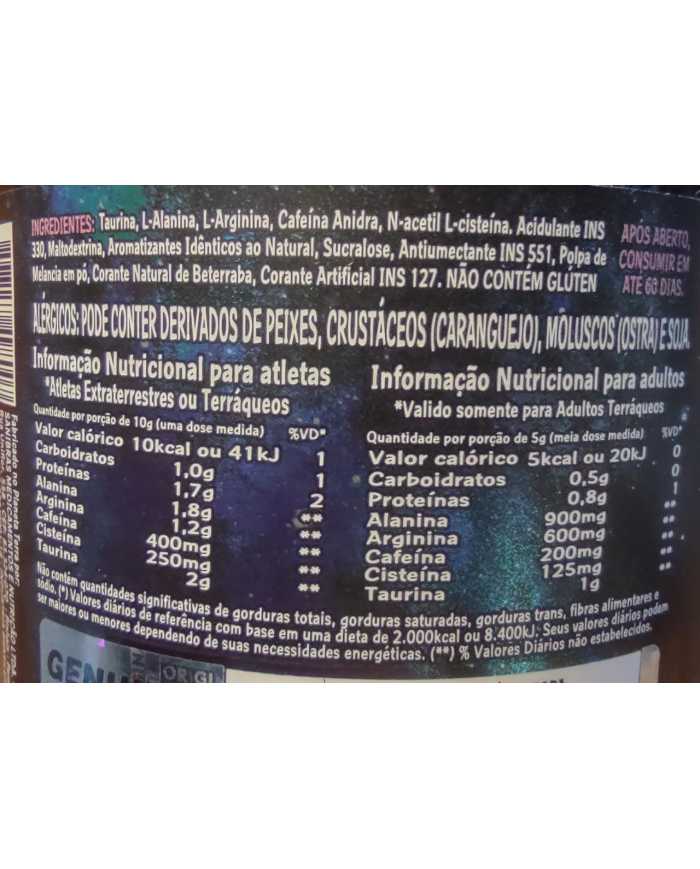 INGREDIENTES: Taurina, L-Alanina, L-Arginina, Cafeína Anidra, N-acetil L-cisteína. Acidulante INS
330, Maltodextrina, Aromatizantes Idênticos ao Natural, Sucralose, Antiumectante INS 551, Polpa de
Melancia em pó, Corante Natural de Beterraba, Corante Artificial INS 127. NÃO CONTÉM GLÚTEN
APÓS ABERTO
CONSUMIR EM
ATÉ 60 DIAS.
ALÉRGICOS: PODE CONTER DERIVADOS DE PEIXES, CRUSTÁCEOS (CARANGUEJO), MOLUSCOS (OSTRA) E SOJA.
Informação Nutricional para atletas
*Atletas Extraterrestres ou Terráqueos
Quantidade por porção de 10g (uma dose medida) %VD*
Valor calórico 10kcal ou 41kJ 1
Carboidratos 1,0g 1
Proteínas 1,7g 2
Alanina 1,8g **
Arginina 1,2g **
Cafeína 400mg **
Cisteína 250mg **
Taurina 2g **
Informação Nutricional para adultos
*Valido somente para Adultos Terráqueos
Quantidade por porção de 5g (meia dose medida) %VD*
Valor calórico 5kcal ou 20kJ 0
Carboidratos 0,5g 0
Proteínas 0,8g 1
Alanina 900mg **
Arginina 600mg **
Cafeína 200mg **
Cisteína 125mg **
Taurina 1g
Não contém quantidades significativas de gorduras totais, gorduras saturadas, gorduras trans, fibras alimentares e
sódio. (*) Valores diários de referência com base em uma dieta de 2.000kcal ou 8.400kJ. Seus valores diários podem
ser maiores ou menores dependendo de suas necessidades energéticas. (**) % Valores Diários não estabelecidos.
Fabricado no Planeta Terra por:
SANIBRAS MEDICAMENTOS E NUTRIÇÃO LTDA.
ORIGI